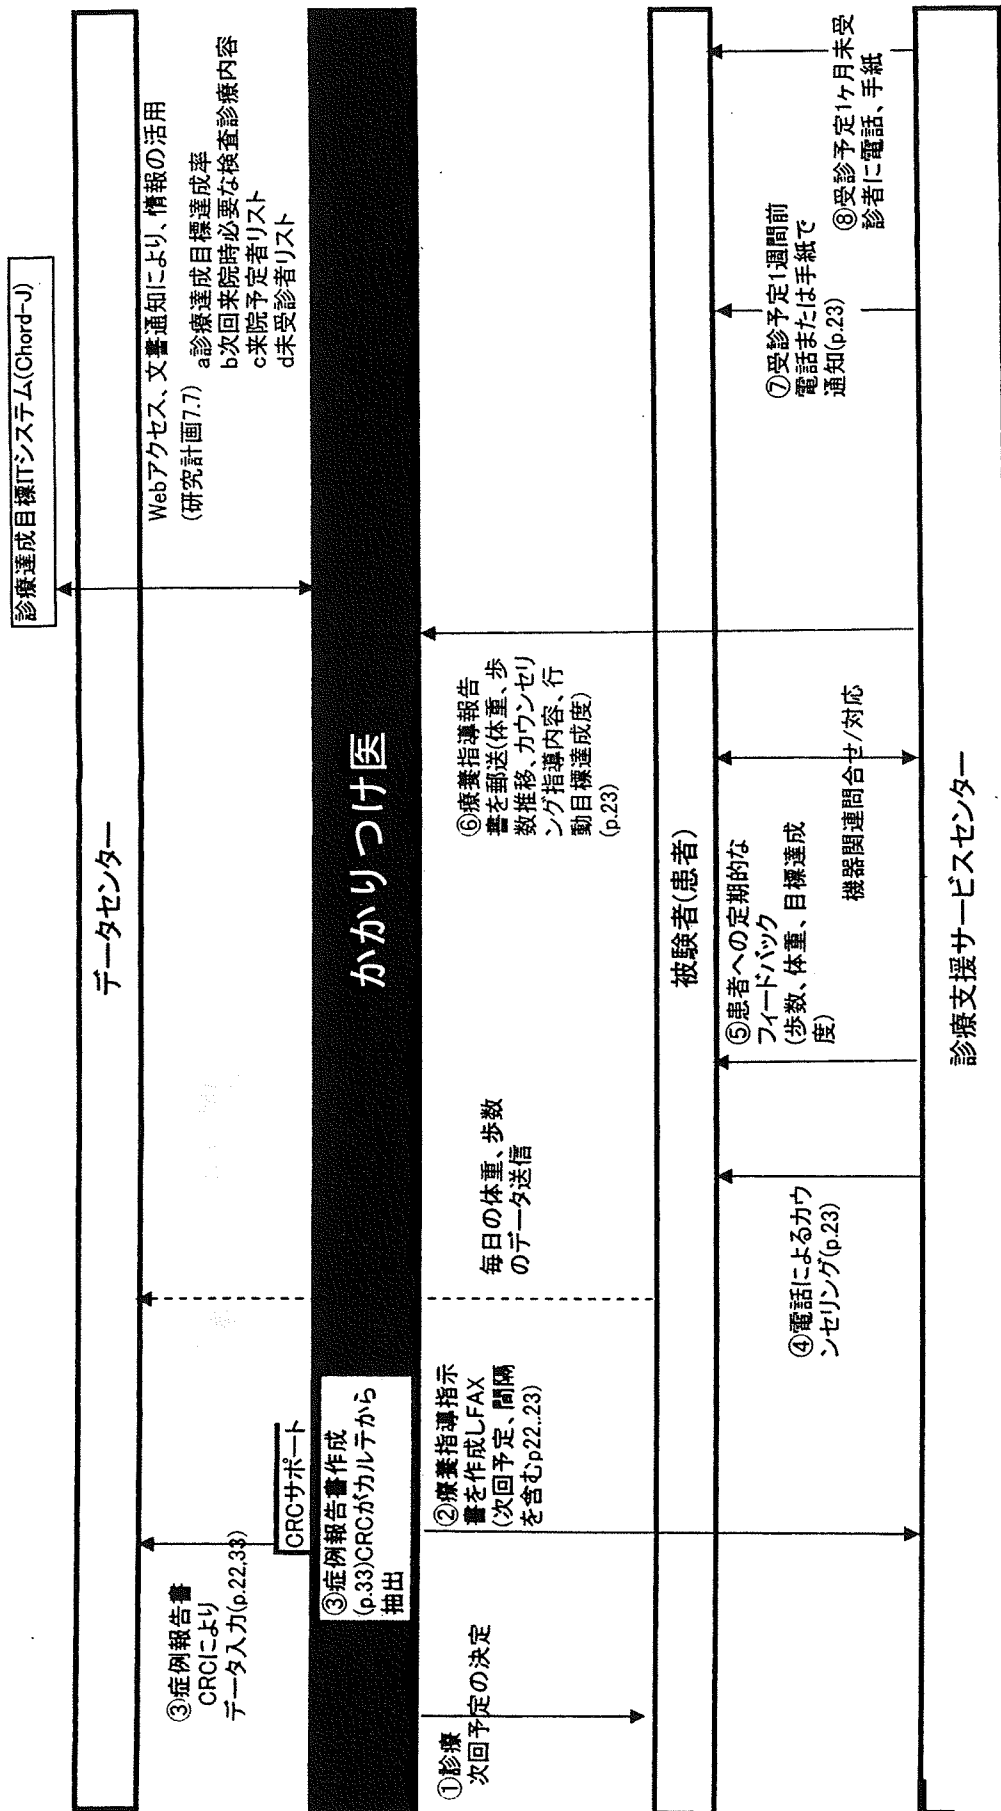 診療達成目標ITシステム(Chord-J)
データセンター
Webアクセス、文書通知により、情報の活用
(研究計画7.7)
a診療達成目標達成率
b次回来院時必要な検査診療内容
c来院予定者リスト
d未受診者リスト
③症例報告書
CRCにより
データ入力(p.22,33)
CRCサポート
かかりつけ医
③症例報告書作成
(p.33)CRCがカルテから
抽出
①診療
次回予定の決定
②療養指導指示
書を作成しFAX
(次回予定、間隔
を含むp22..23)
毎日の体重、歩数
のデータ送信
⑥療養指導報告
書を郵送(体重、歩
数推移、カウンセリ
ング指導内容、行
動目標達成度)
(p.23)
被験者(患者)
④電話によるカウ
ンセリング(p.23)
⑤患者への定期的な
フィードバック
(歩数、体重、目標達成
度)
機器関連問合せ/対応
⑦受診予定1週間前
電話または手紙で
通知(p.23)
⑧受診予定1ヶ月未受
診者に電話、手紙
診療支援サービスセンター